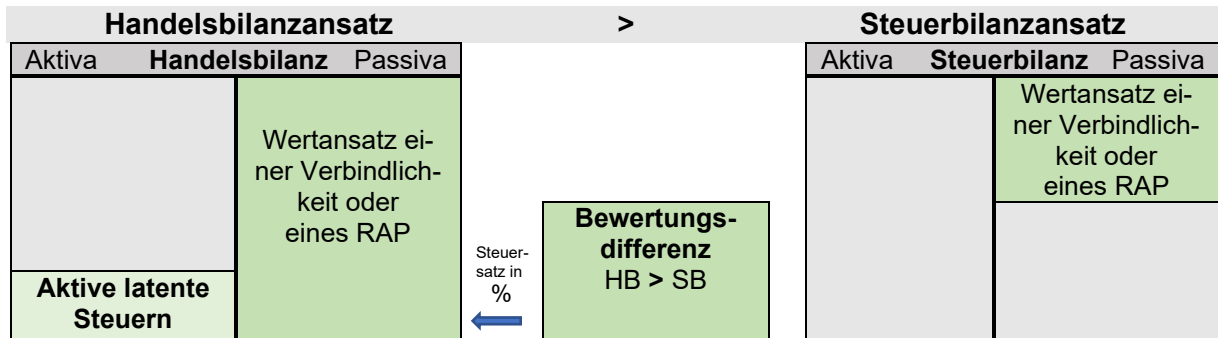 Handelsbilanzansatz > Steuerbilanzansatz
Aktiva Handelsbilanz Passiva
Aktiva Steuerbilanz Passiva
Wertansatz ei-
ner Verbindlich-
keit oder
eines RAP
Aktive latente
Steuern
Steuer-
satz in
%
Bewertungs-
differenz
HB > SB
Wertansatz ei-
ner Verbindlich-
keit oder
eines RAP